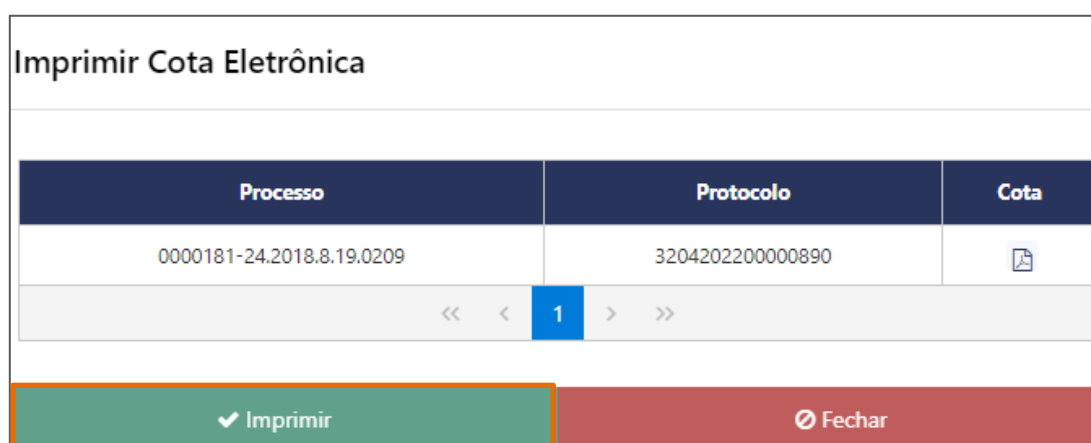 Imprimir Cota Eletrônica
Processo Protocolo Cota
0000181-24.2018.8.19.0209 3204202200000890
1
Imprimir Fechar